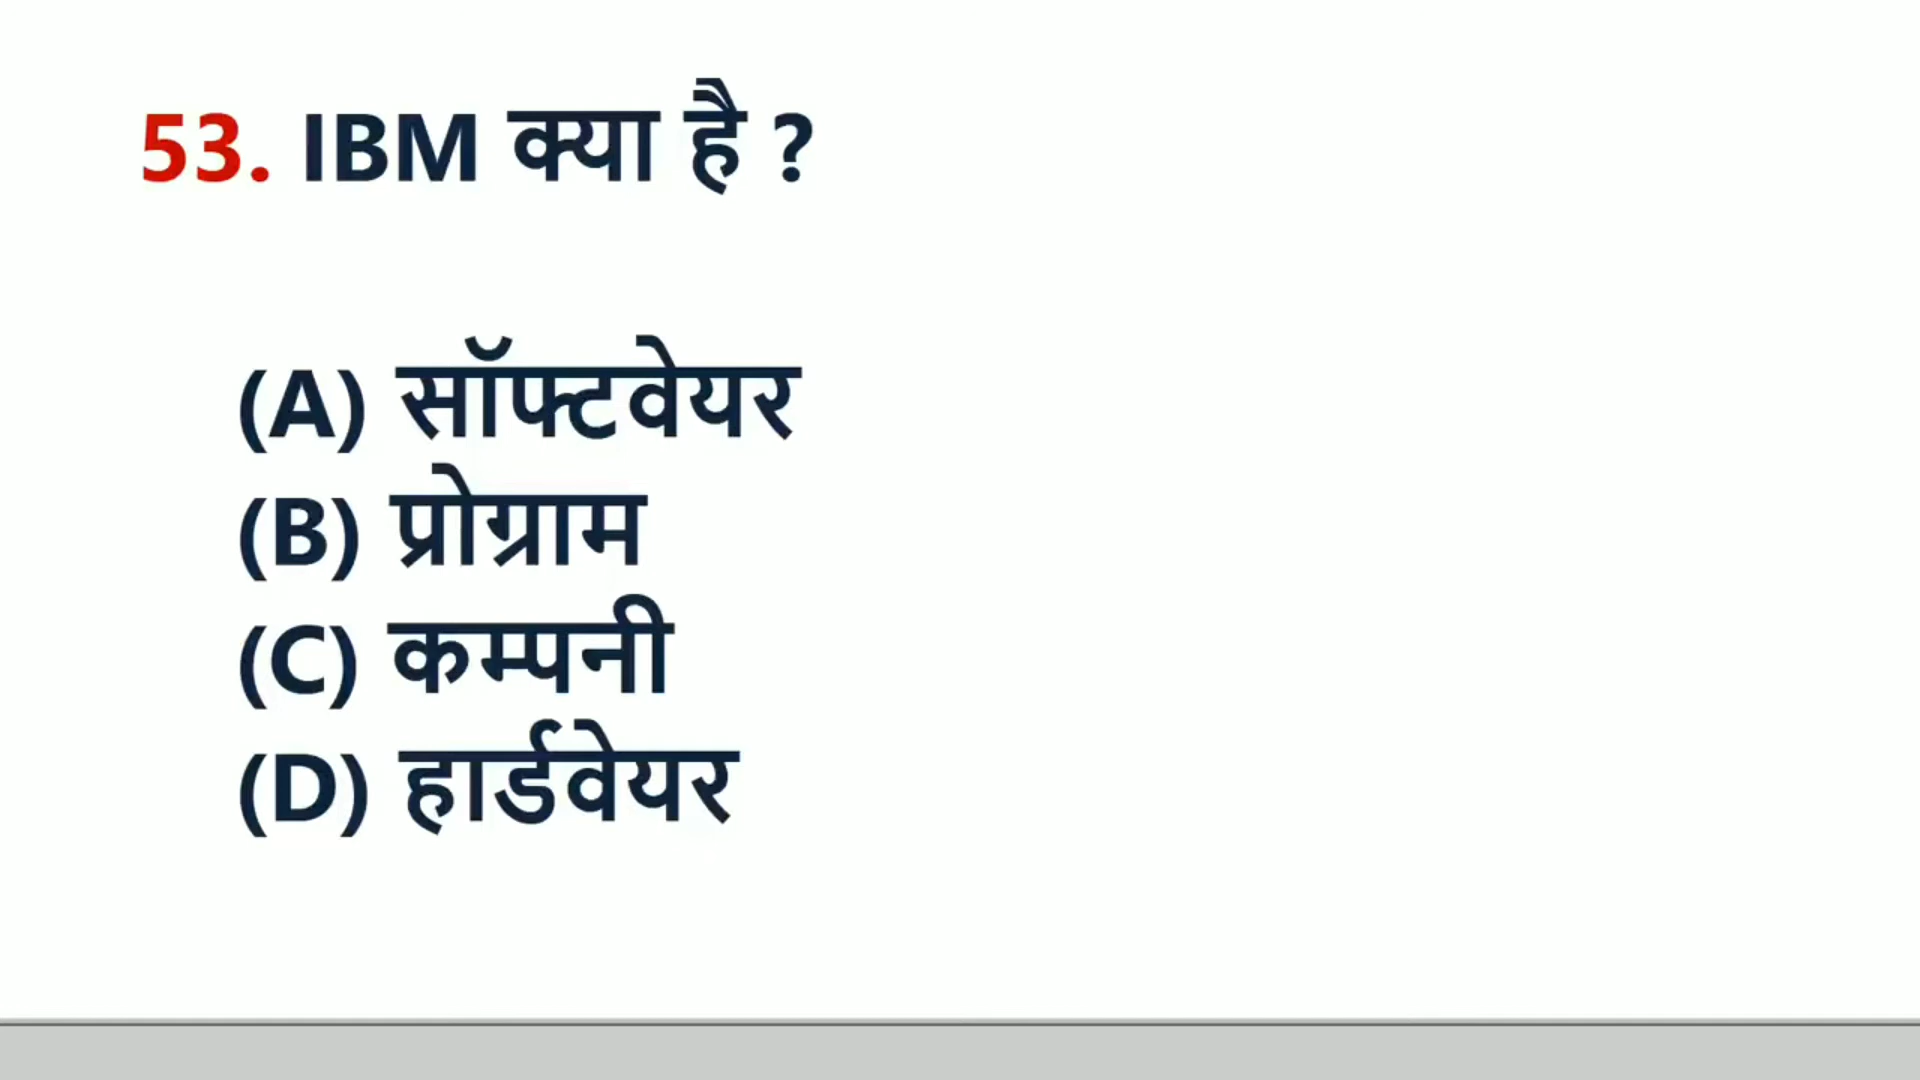 53. IBM क्या है ?
(A) सॉफ्टवेयर
(B) प्रोग्राम
(C) कम्पनी
(D) हार्डवेयर